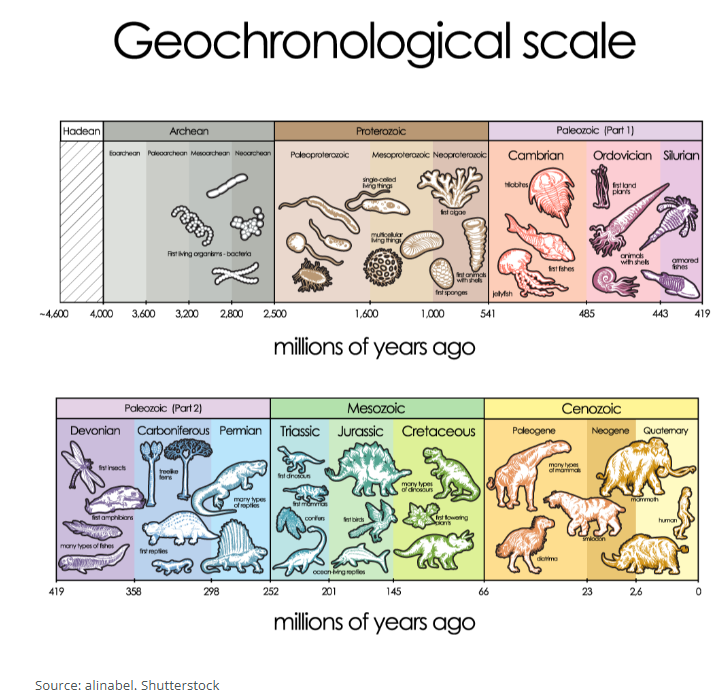 Geochronological scale
Hadean Archean Proterozoic Paleozoic (Part 1)
Eoarchean Paleoarchean Mesoarchean Neoarchean Paleoproterozoic Mesoproterozoic Neoproterozoic Cambrian Ordovician Silurian
single-celled
living things
trilobites
first land
plants
first algae
multicellular
living things
First living organisms - bacteria
animals
with shells
armored
fishes
first fishes
first animals
with shells
first sponges
jellyfish
~4,600 4,000 3,600 3,200 2,800 2,500 1,600 1,000 541 485 443 419
millions of years ago
Paleozoic (Part 2) Mesozoic Cenozoic
Devonian Carboniferous Permian Triassic Jurassic Cretaceous Paleogene Neogene Quaternary
first insects
treelike
ferns
first dinosaurs
many types
of mammals
many types
of dinosaurs
many types
of reptiles
first mammals
mammoth
first amphibians
conifers
first birds
first flowering
plants
human
smilodon
many types of fishes
first reptiles
diatrima
ocean-living reptiles
419 358 298 252 201 145 66 23 2,6 0
millions of years ago
Source: alinabel. Shutterstock